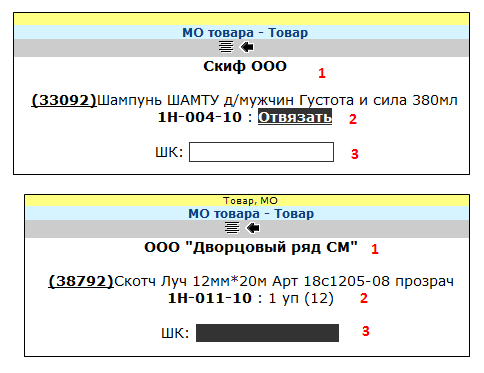 МО товара - Товар
Скиф ООО 1
(33092)Шампунь ШАМТУ д/мужчин Густота и сила 380мл
1Н-004-10 : Отвязать 2
ШК: 3
Товар, МО
МО товара - Товар
ООО "Дворцовый ряд СМ" 1
(38792)Скотч Луч 12мм*20м Арт 18с1205-08 прозрач
1Н-011-10 : 1 уп (12) 2
ШК: 3